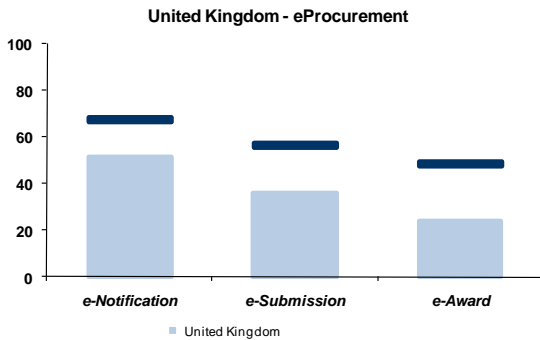 United Kingdom - eProcurement
100
80
60
40
20
0
e-Notification e-Submission e-Award
United Kingdom